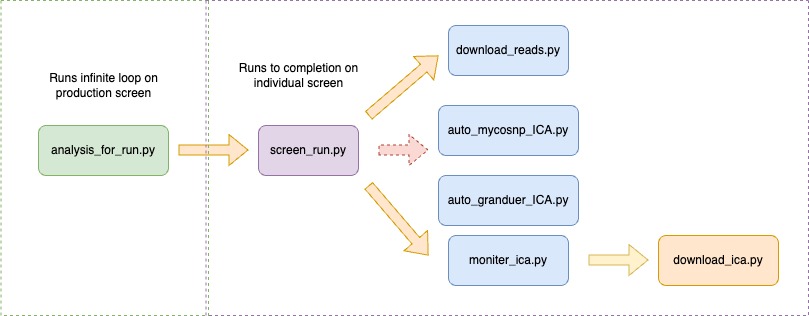 Runs infinite loop on
production screen
analysis_for_run.py
Runs to completion on
individual screen
screen_run.py
download_reads.py
auto_mycosnp_ICA.py
auto_granduer_ICA.py
moniter_ica.py
download_ica.py